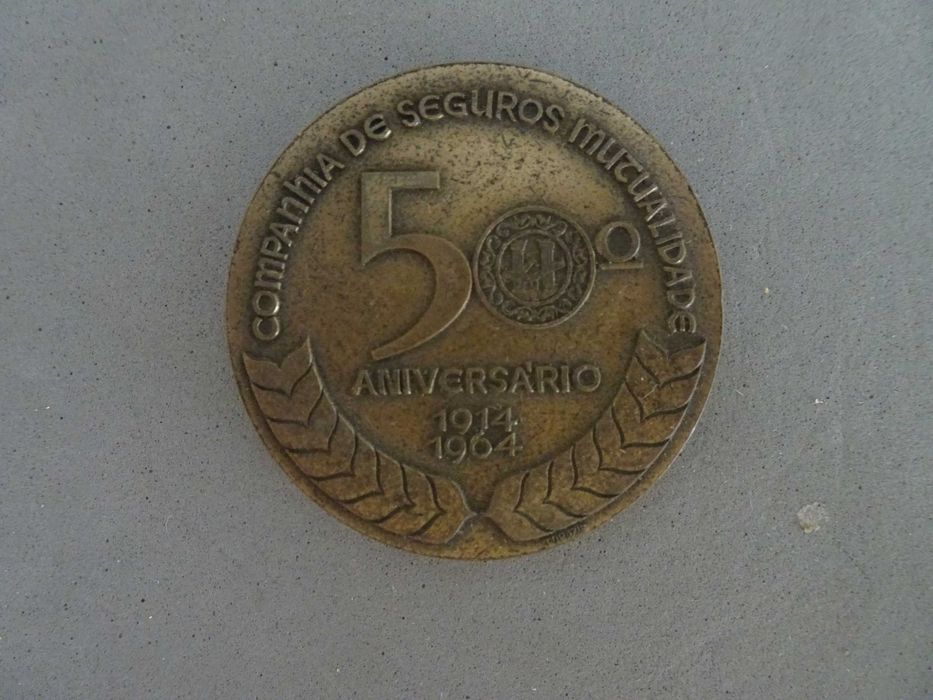 COMPANHIA DE SEGUROS MUTUALIDADE
50º
ANIVERSÁRIO
1914
1964